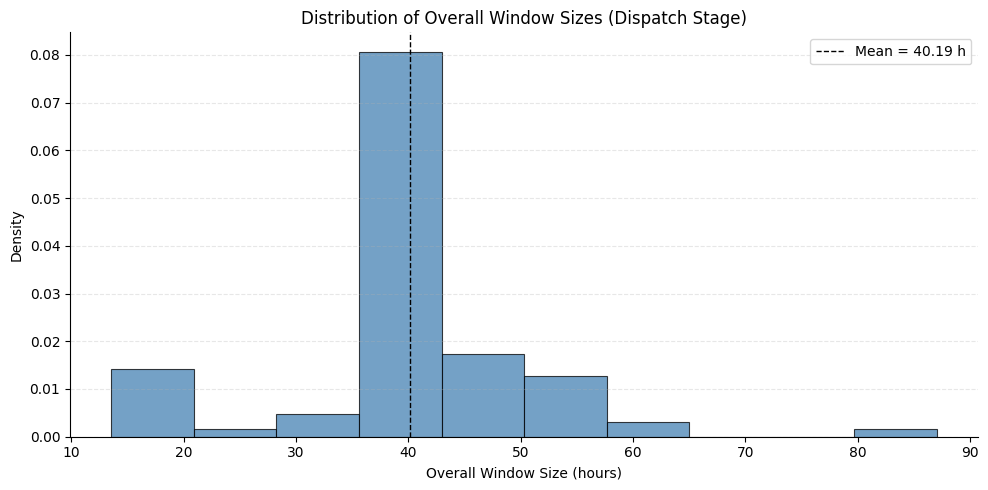 Distribution of Overall Window Sizes (Dispatch Stage)
Mean = 40.19 h
0.08
0.07
0.06
0.05
0.04
0.03
0.02
0.01
0.00
Density
10 20 30 40 50 60 70 80 90
Overall Window Size (hours)